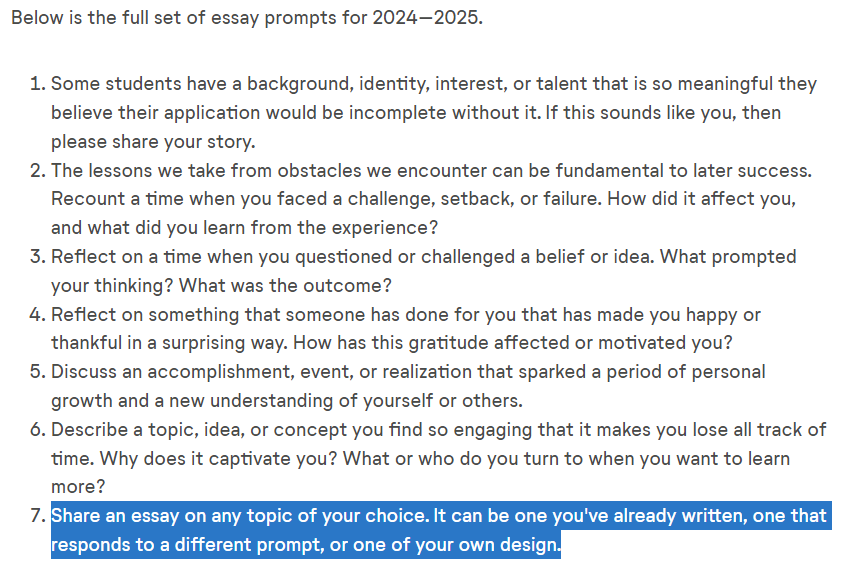 Below is the full set of essay prompts for 2024—2025.
1. Some students have a background, identity, interest, or talent that is so meaningful they
believe their application would be incomplete without it. If this sounds like you, then
please share your story.
2. The lessons we take from obstacles we encounter can be fundamental to later success.
Recount a time when you faced a challenge, setback, or failure. How did it affect you,
and what did you learn from the experience?
3. Reflect on a time when you questioned or challenged a belief or idea. What prompted
your thinking? What was the outcome?
4. Reflect on something that someone has done for you that has made you happy or
thankful in a surprising way. How has this gratitude affected or motivated you?
5. Discuss an accomplishment, event, or realization that sparked a period of personal
growth and a new understanding of yourself or others.
6. Describe a topic, idea, or concept you find so engaging that it makes you lose all track of
time. Why does it captivate you? What or who do you turn to when you want to learn
more?
7. Share an essay on any topic of your choice. It can be one you've already written, one that
responds to a different prompt, or one of your own design.